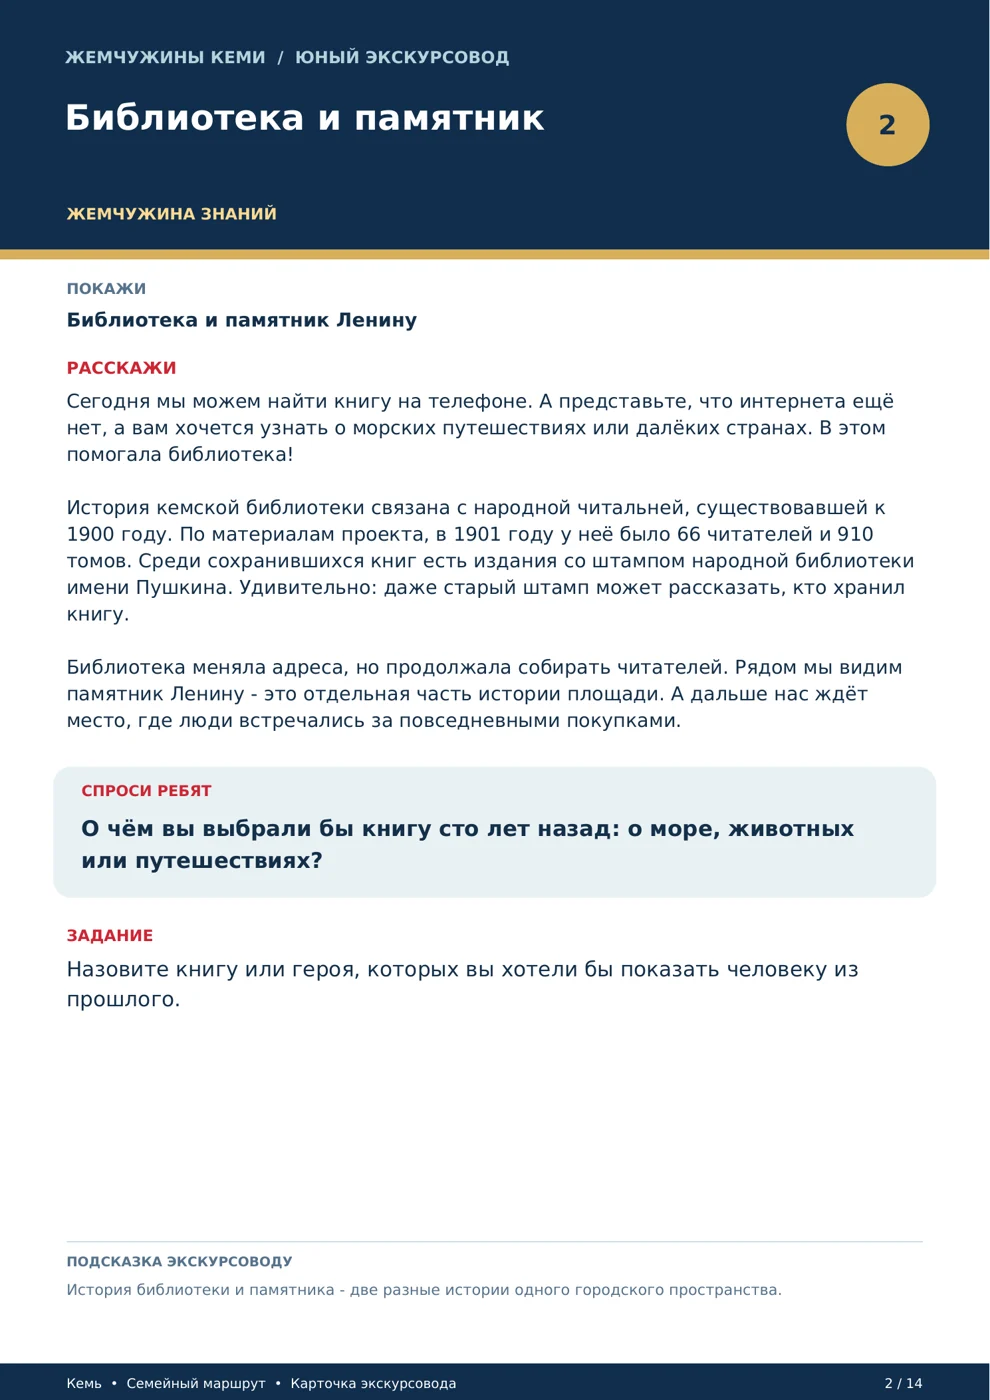 ЖЕМЧУЖИНЫ КЕМИ / ЮНЫЙ ЭКСКУРСОВОД
Библиотека и памятник
2
ЖЕМЧУЖИНА ЗНАНИЙ
ПОКАЖИ
Библиотека и памятник Ленину
РАССКАЖИ
Сегодня мы можем найти книгу на телефоне. А представьте, что интернета ещё
нет, а вам хочется узнать о морских путешествиях или далёких странах. В этом
помогала библиотека!
История кемской библиотеки связана с народной читальней, существовавшей к
1900 году. По материалам проекта, в 1901 году у неё было 66 читателей и 910
томов. Среди сохранившихся книг есть издания со штампом народной библиотеки
имени Пушкина. Удивительно: даже старый штамп может рассказать, кто хранил
книгу.
Библиотека меняла адреса, но продолжала собирать читателей. Рядом мы видим
памятник Ленину - это отдельная часть истории площади. А дальше нас ждёт
место, где люди встречались за повседневными покупками.
СПРОСИ РЕБЯТ
О чём вы выбрали бы книгу сто лет назад: о море, животных
или путешествиях?
ЗАДАНИЕ
Назовите книгу или героя, которых вы хотели бы показать человеку из
прошлого.
ПОДСКАЗКА ЭКСКУРСОВОДУ
История библиотеки и памятника - две разные истории одного городского пространства.
Кемь • Семейный маршрут • Карточка экскурсовода
2 / 14